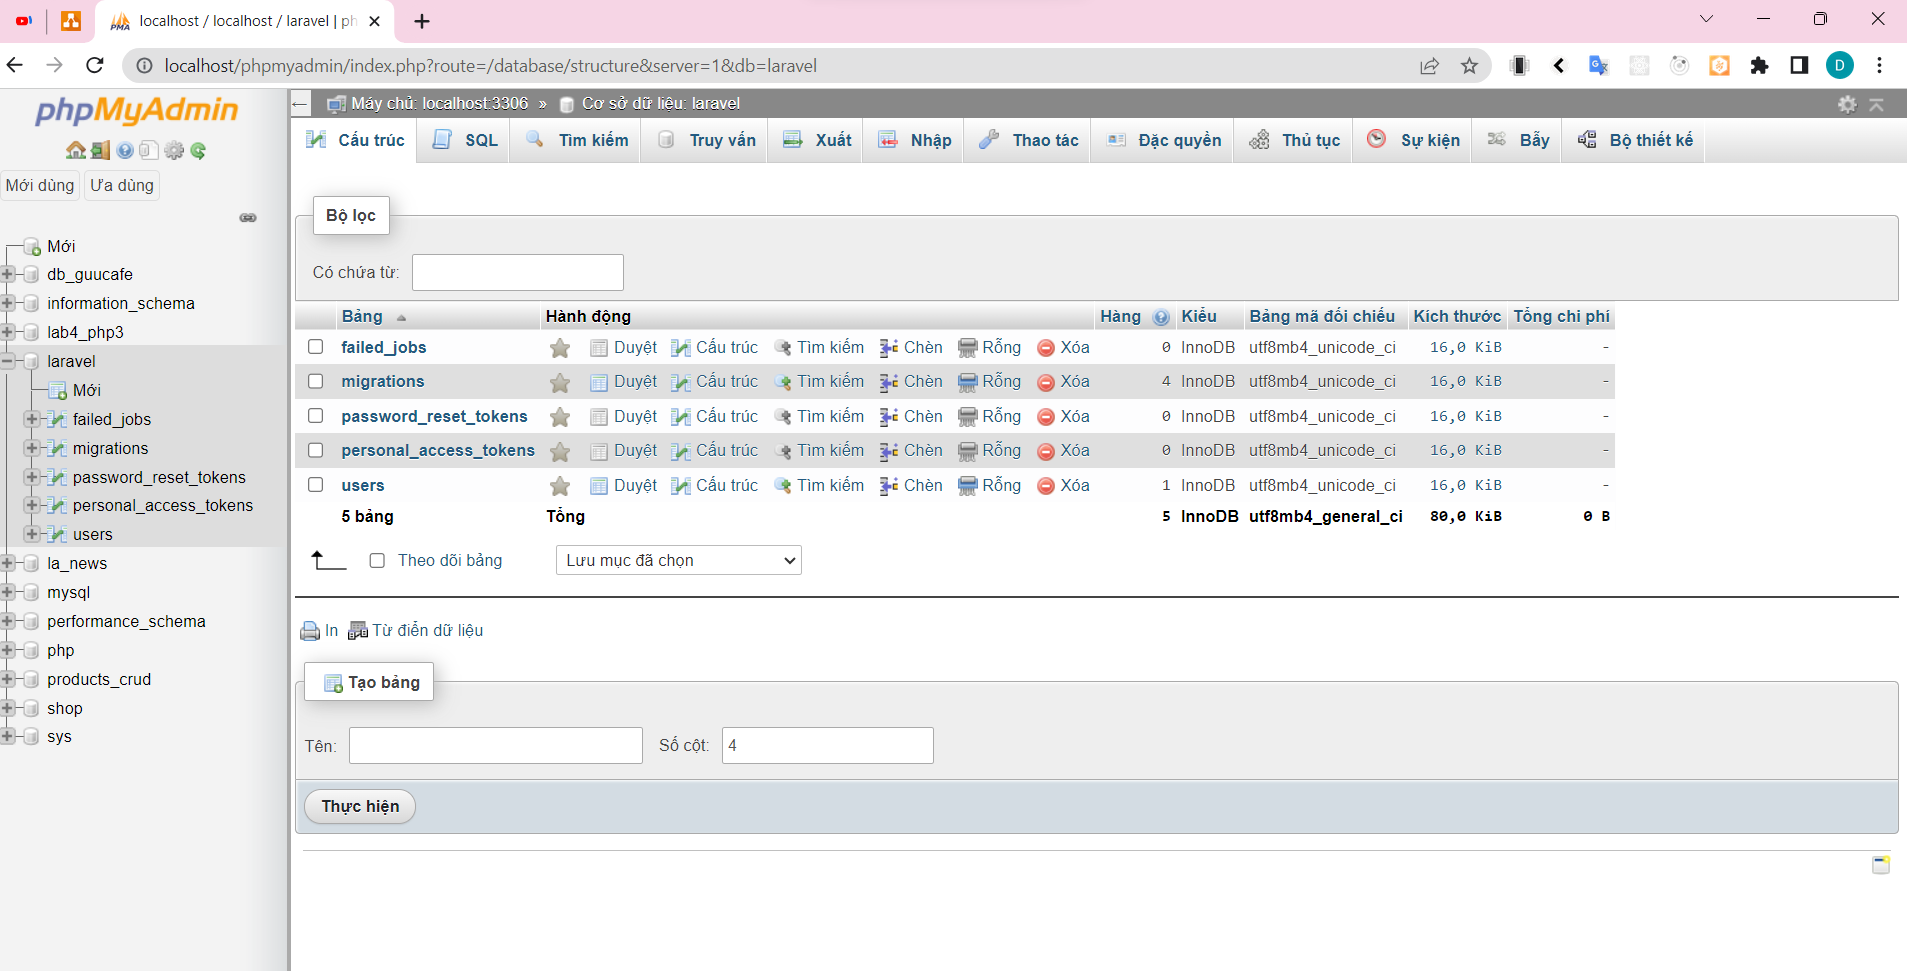 localhost / localhost / laravel | ph
localhost/phpmyadmin/index.php?route=/database/structure&server=1&db=laravel
D
phpMyAdmin
Mới dùng Ưa dùng
Mới
db_guucafe
information_schema
lab4_php3
laravel
Mới
failed_jobs
migrations
password_reset_tokens
personal_access_tokens
users
la_news
mysql
performance_schema
php
products_crud
shop
sys
Máy chủ: localhost:3306 » Cơ sở dữ liệu: laravel
Cấu trúc SQL Tìm kiếm Truy vấn Xuất Nhập Thao tác Đặc quyền Thủ tục Sự kiện Bẫy Bộ thiết kế
Bộ lọc
Có chứa từ:
Bảng Hành động Hàng Kiểu Bảng mã đối chiếu Kích thước Tổng chi phí
failed_jobs Duyệt Cấu trúc Tìm kiếm Chèn Rỗng Xóa 0 InnoDB utf8mb4_unicode_ci 16,0 KiB -
migrations Duyệt Cấu trúc Tìm kiếm Chèn Rỗng Xóa 4 InnoDB utf8mb4_unicode_ci 16,0 KiB -
password_reset_tokens Duyệt Cấu trúc Tìm kiếm Chèn Rỗng Xóa 0 InnoDB utf8mb4_unicode_ci 16,0 KiB -
personal_access_tokens Duyệt Cấu trúc Tìm kiếm Chèn Rỗng Xóa 0 InnoDB utf8mb4_unicode_ci 16,0 KiB -
users Duyệt Cấu trúc Tìm kiếm Chèn Rỗng Xóa 1 InnoDB utf8mb4_unicode_ci 16,0 KiB -
5 bảng Tổng 5 InnoDB utf8mb4_general_ci 80,0 KiB 0 B
Theo dõi bảng Lưu mục đã chọn
In Từ điển dữ liệu
Tạo bảng
Tên: Số cột: 4
Thực hiện